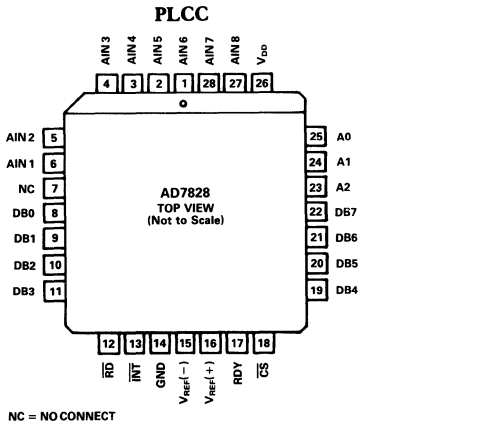 PLCC
AIN 3
AIN 4
AIN 5
AIN 6
AIN 7
AIN 8
VDD
4 3 2 1 28 27 26
AIN 2 5
AIN 1 6
NC 7
DB0 8
DB1 9
DB2 10
DB3 11
AD7828
TOP VIEW
(Not to Scale)
25 A0
24 A1
23 A2
22 DB7
21 DB6
20 DB5
19 DB4
12 13 14 15 16 17 18
R̅D̅
I̅N̅T̅
GND
VREF(−)
VREF(+)
RDY
C̅S̅
NC = NO CONNECT